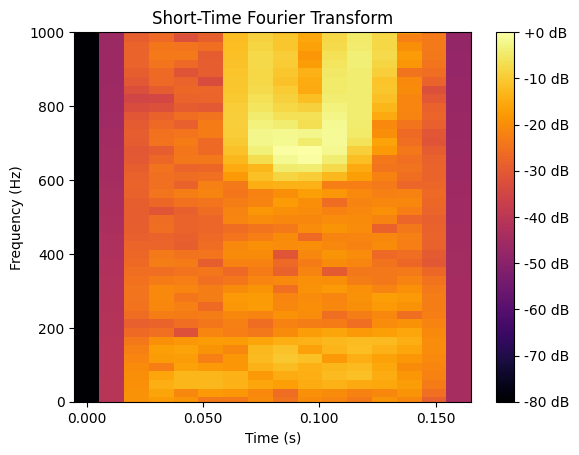 Short-Time Fourier Transform
Frequency (Hz)
1000
800
600
400
200
0
0.000
0.050
0.100
0.150
Time (s)
+0 dB
-10 dB
-20 dB
-30 dB
-40 dB
-50 dB
-60 dB
-70 dB
-80 dB